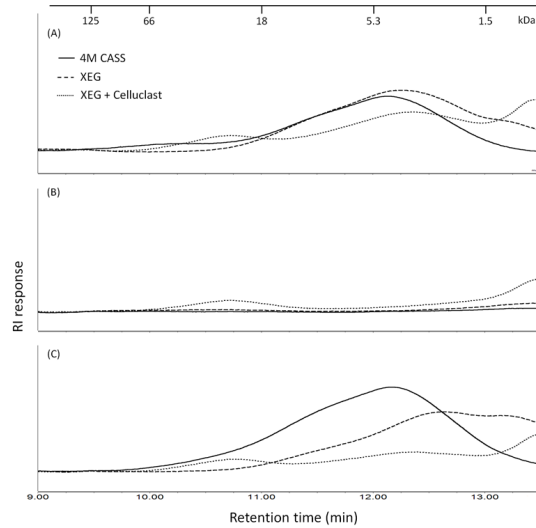 125 66 18 5.3 1.5 kDa
(A)
4M CASS
XEG
XEG + Celluclast
(B)
RI response
(C)
9.00 10.00 11.00 12.00 13.00
Retention time (min)